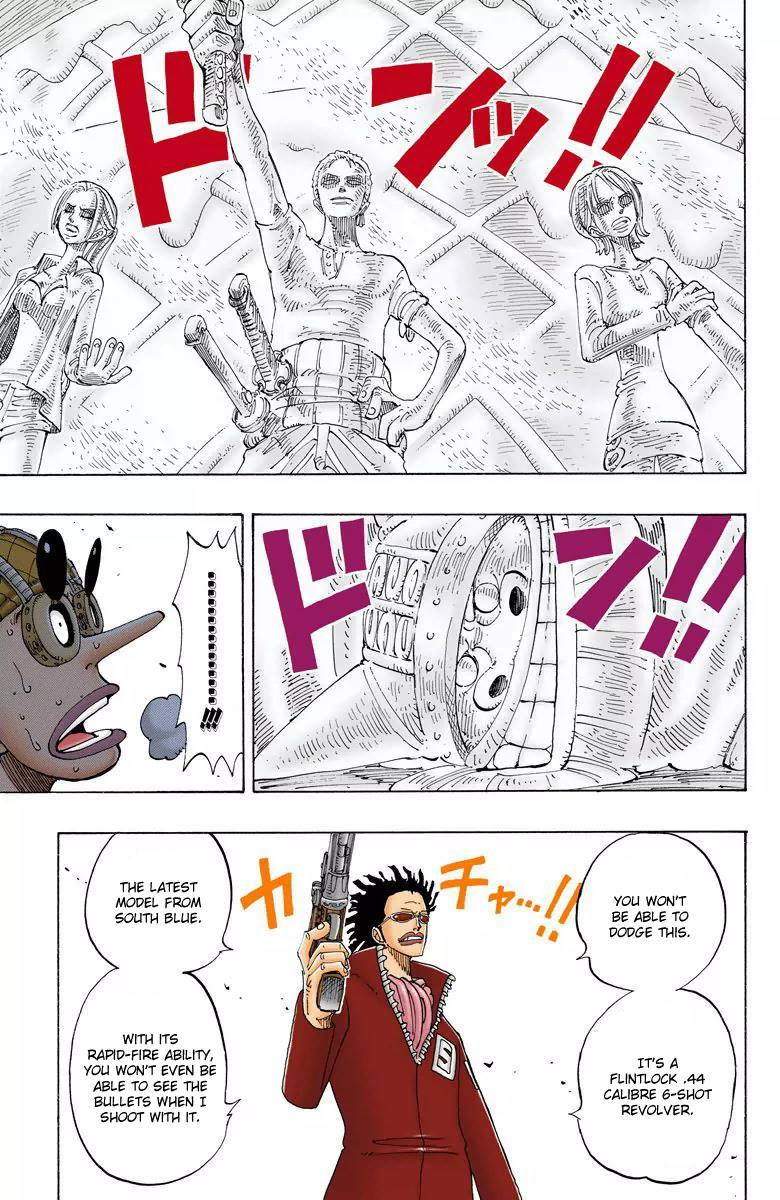 ドンッ!!
ドン!!
..............!!!
カチャ...!!
YOU WON'T
BE ABLE TO
DODGE THIS.
IT'S A
FLINTLOCK .44
CALIBRE 6-SHOT
REVOLVER.
THE LATEST
MODEL FROM
SOUTH BLUE.
WITH ITS
RAPID-FIRE ABILITY,
YOU WON'T EVEN BE
ABLE TO SEE THE
BULLETS WHEN I
SHOOT WITH IT.
5